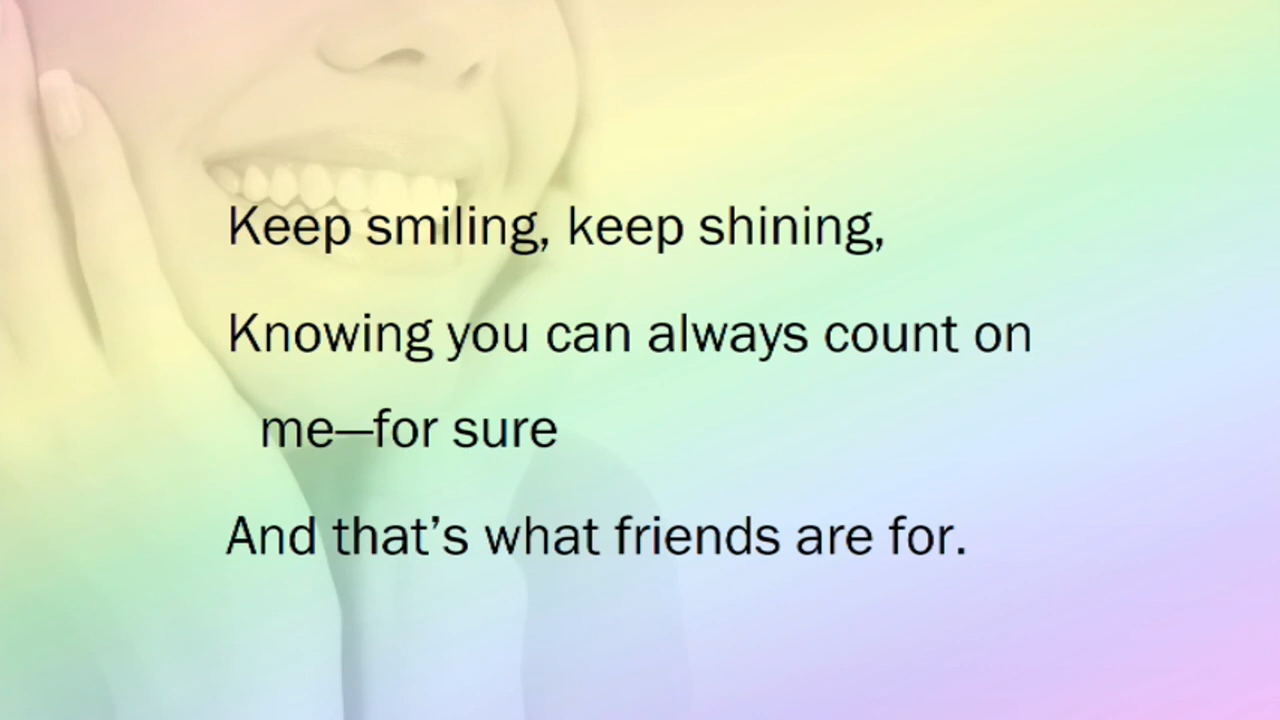 Keep smiling, keep shining,
Knowing you can always count on
me—for sure
And that’s what friends are for.